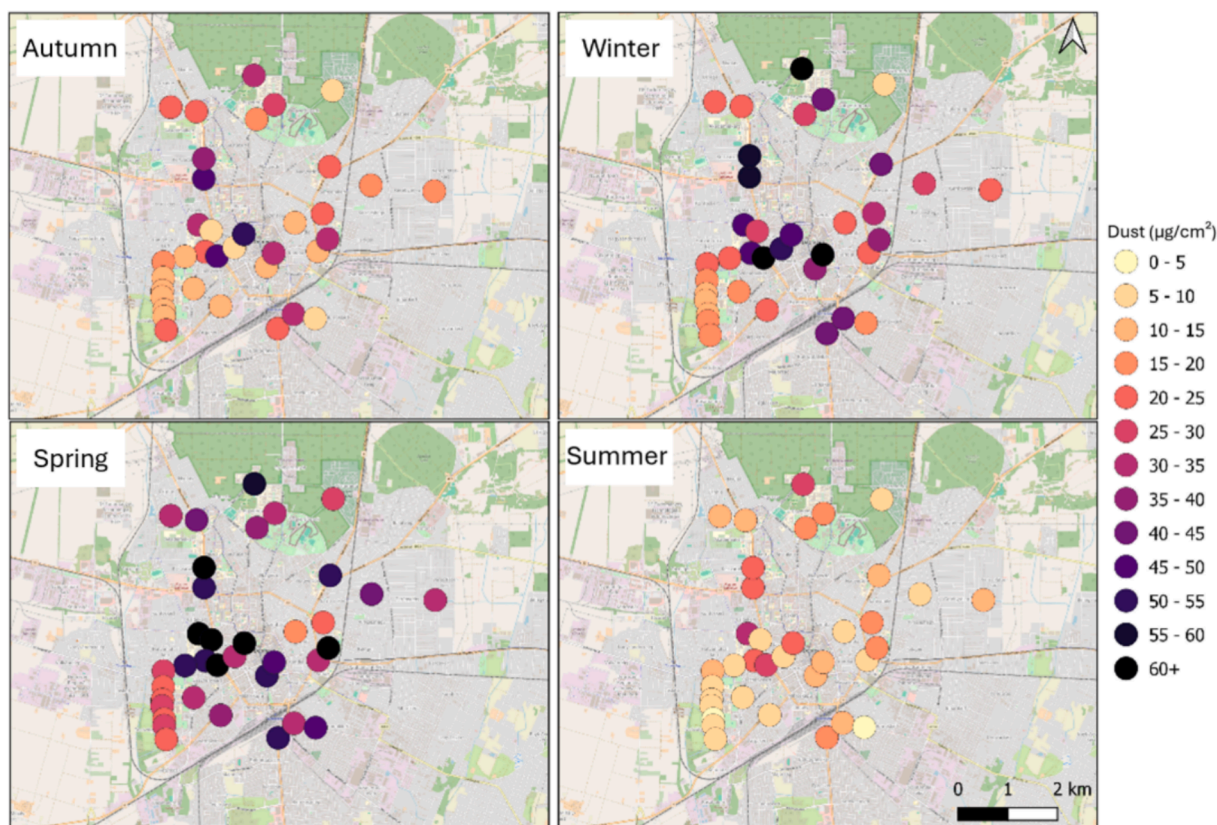 Autumn
Winter
Spring
Summer
Dust (µg/cm²)
0 - 5
5 - 10
10 - 15
15 - 20
20 - 25
25 - 30
30 - 35
35 - 40
40 - 45
45 - 50
50 - 55
55 - 60
60+
0 1 2 km